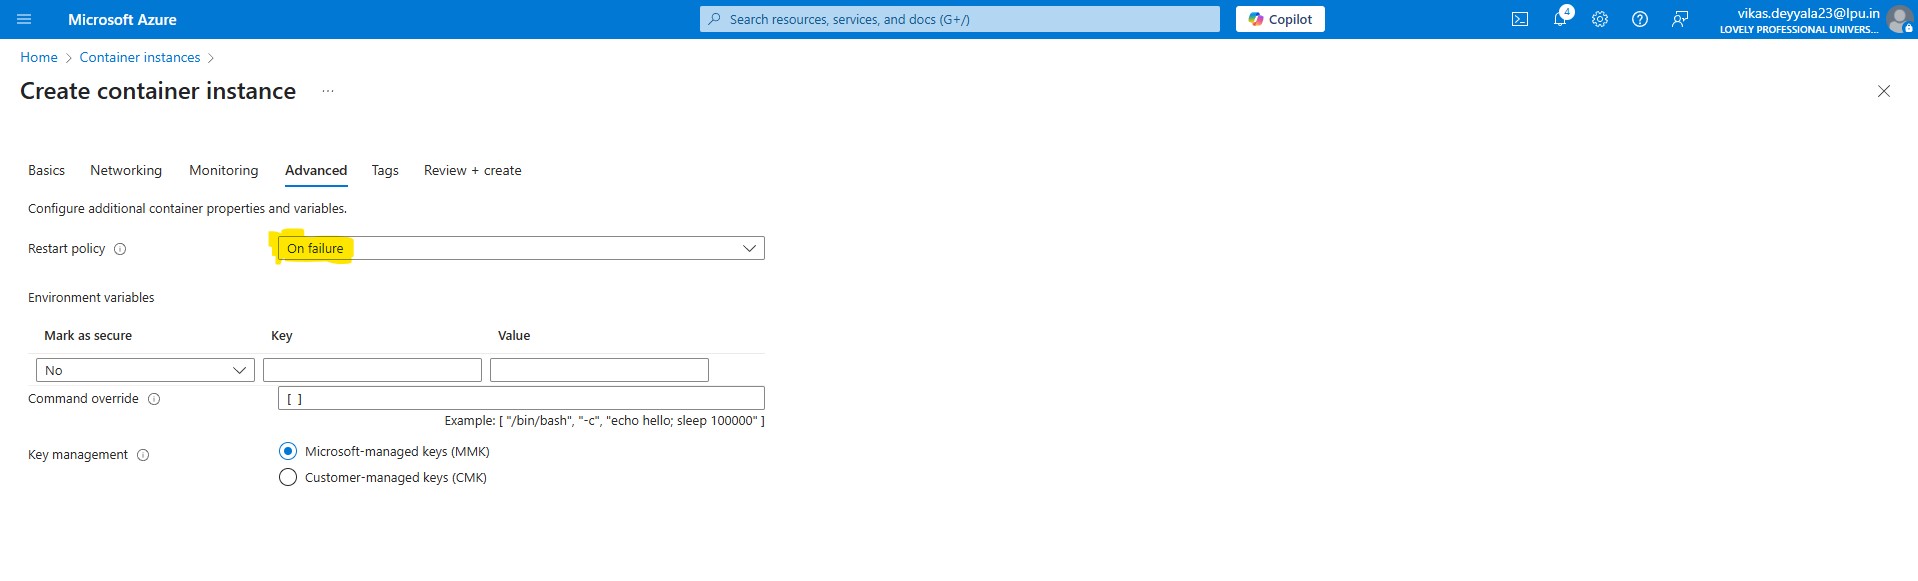 Microsoft Azure
Search resources, services, and docs (G+/)
Copilot
4
vikas.deyyala23@lpu.in
LOVELY PROFESSIONAL UNIVERS...
Home > Container instances >
Create container instance ...
Basics Networking Monitoring Advanced Tags Review + create
Configure additional container properties and variables.
Restart policy On failure
Environment variables
Mark as secure Key Value
No
Command override [ ]
Example: [ "/bin/bash", "-c", "echo hello; sleep 100000" ]
Key management Microsoft-managed keys (MMK)
Customer-managed keys (CMK)